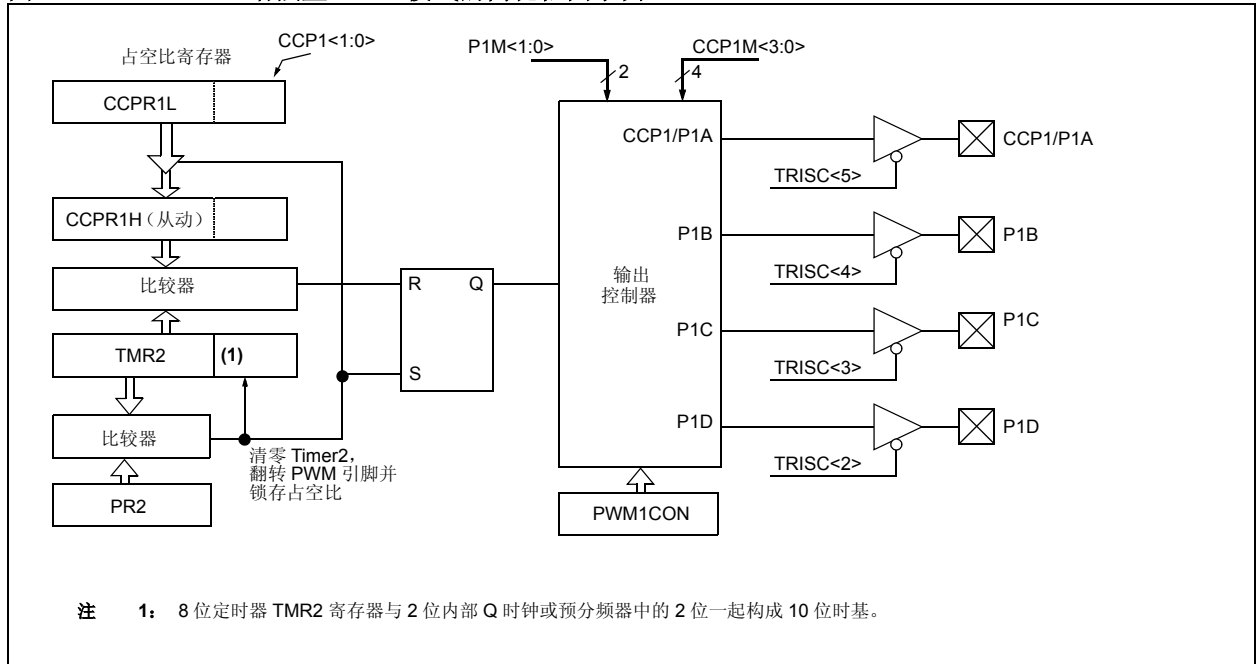 占空比寄存器
CCP1<1:0>
CCPR1L
CCPR1H（从动）
比较器
TMR2
(1)
比较器
PR2
清零 Timer2，
翻转 PWM 引脚并
锁存占空比
R
Q
S
P1M<1:0>
2
CCP1M<3:0>
4
输出
控制器
CCP1/P1A
P1B
P1C
P1D
PWM1CON
TRISC<5>
CCP1/P1A
TRISC<4>
P1B
TRISC<3>
P1C
TRISC<2>
P1D
注 1： 8 位定时器 TMR2 寄存器与 2 位内部 Q 时钟或预分频器中的 2 位一起构成 10 位时基。